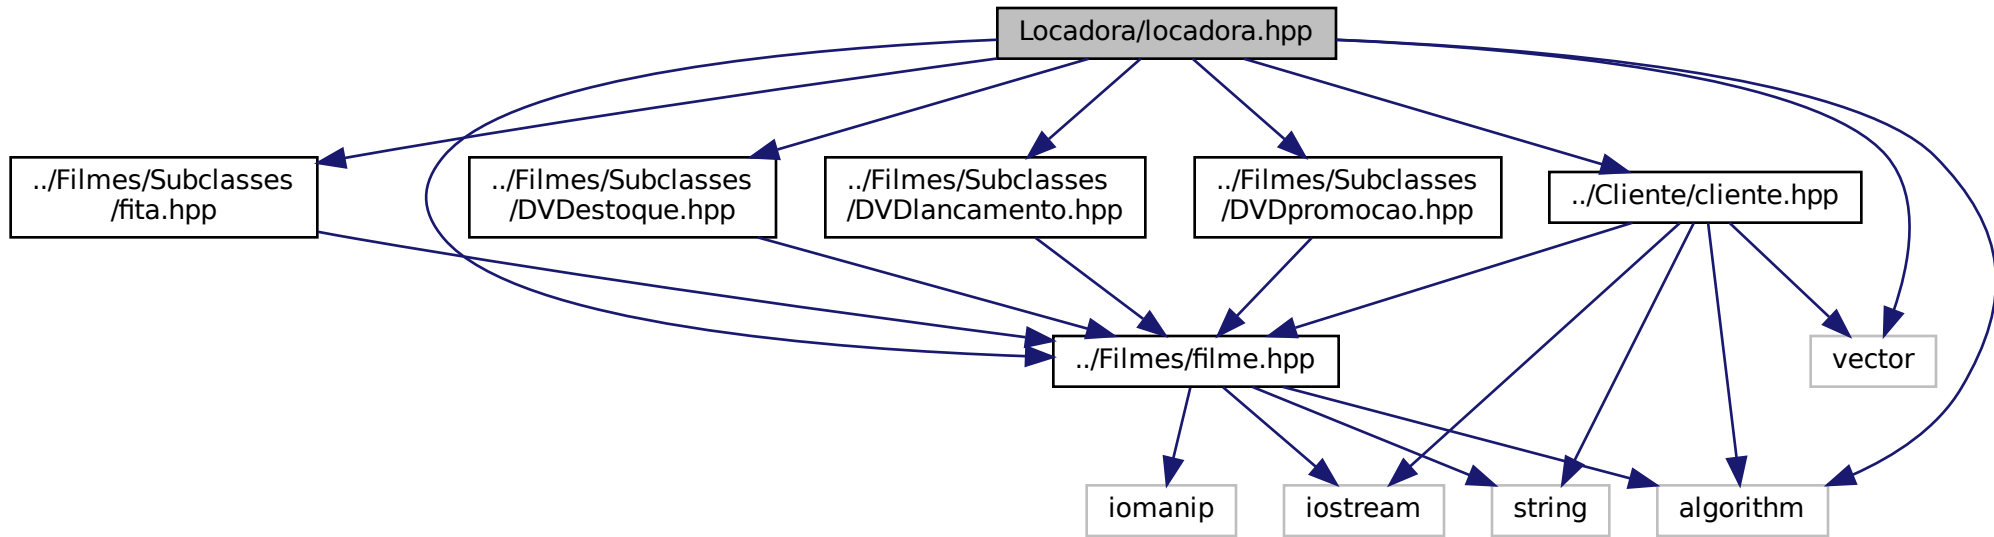 Locadora/locadora.hpp
../Filmes/Subclasses
/fita.hpp
../Filmes/Subclasses
/DVDestoque.hpp
../Filmes/Subclasses
/DVDlancamento.hpp
../Filmes/Subclasses
/DVDpromocao.hpp
../Cliente/cliente.hpp
../Filmes/filme.hpp
vector
iomanip
iostream
string
algorithm